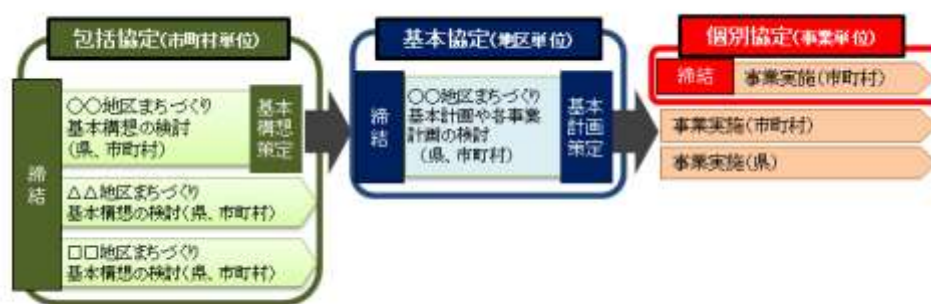 包括協定(市町村単位)
締結
〇〇地区まちづくり
基本構想の検討
(県、市町村)
基本構想策定
△△地区まちづくり
基本構想の検討(県、市町村)
□□地区まちづくり
基本構想の検討(県、市町村)
基本協定(地区単位)
締結
〇〇地区まちづくり
基本計画や各事業
計画の検討
(県、市町村)
基本計画策定
個別協定(事業単位)
締結
事業実施(市町村)
事業実施(市町村)
事業実施(県)